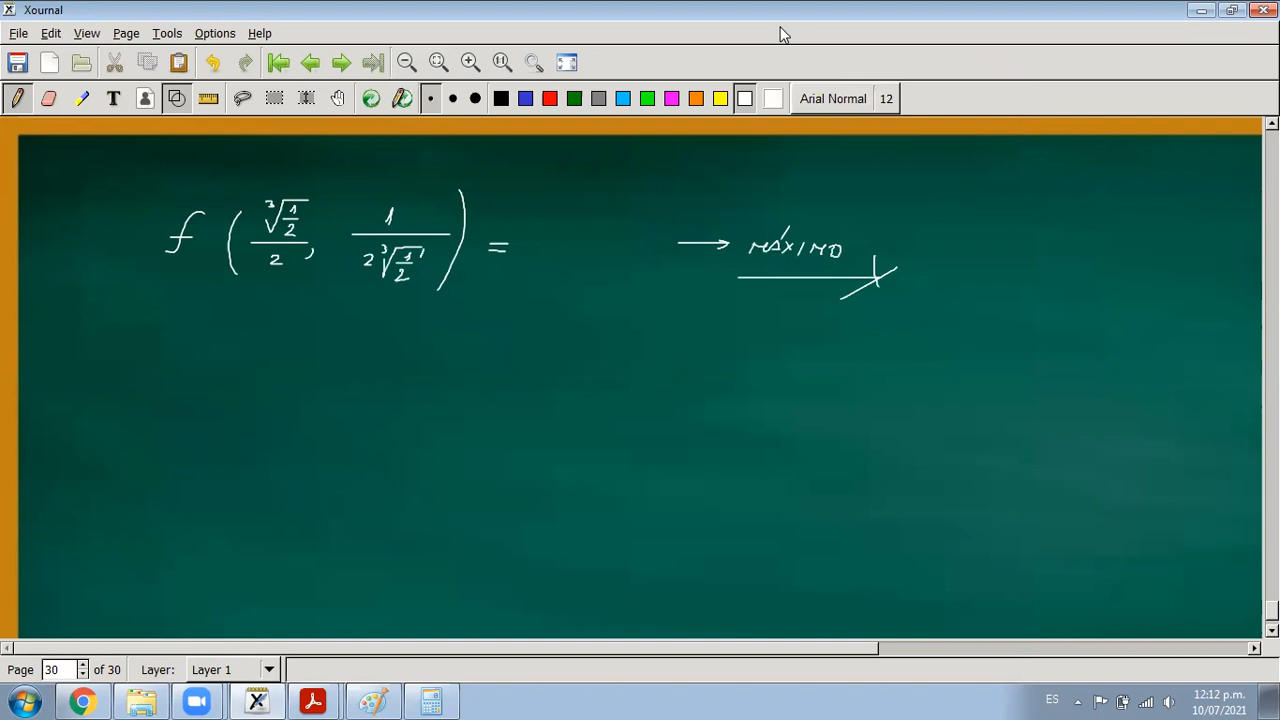 Xournal
File Edit View Page Tools Options Help
Arial Normal 12
f ( ∛(1/2) / 2 , 1 / 2∛(1/2) ) = → MÁXIMO
Page 30 of 30 Layer: Layer 1
ES 12:12 p.m.
10/07/2021